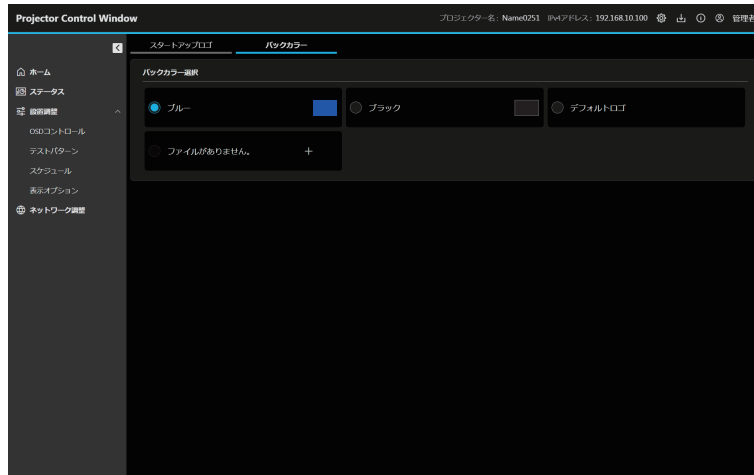 Projector Control Window
プロジェクター名: Name0251 IPv4アドレス: 192.168.10.100 管理者
スタートアップロゴ バックカラー
ホーム
ステータス
設置調整
OSDコントロール
テストパターン
スケジュール
表示オプション
ネットワーク調整
バックカラー選択
ブルー
ブラック
デフォルトロゴ
ファイルがありません。 +